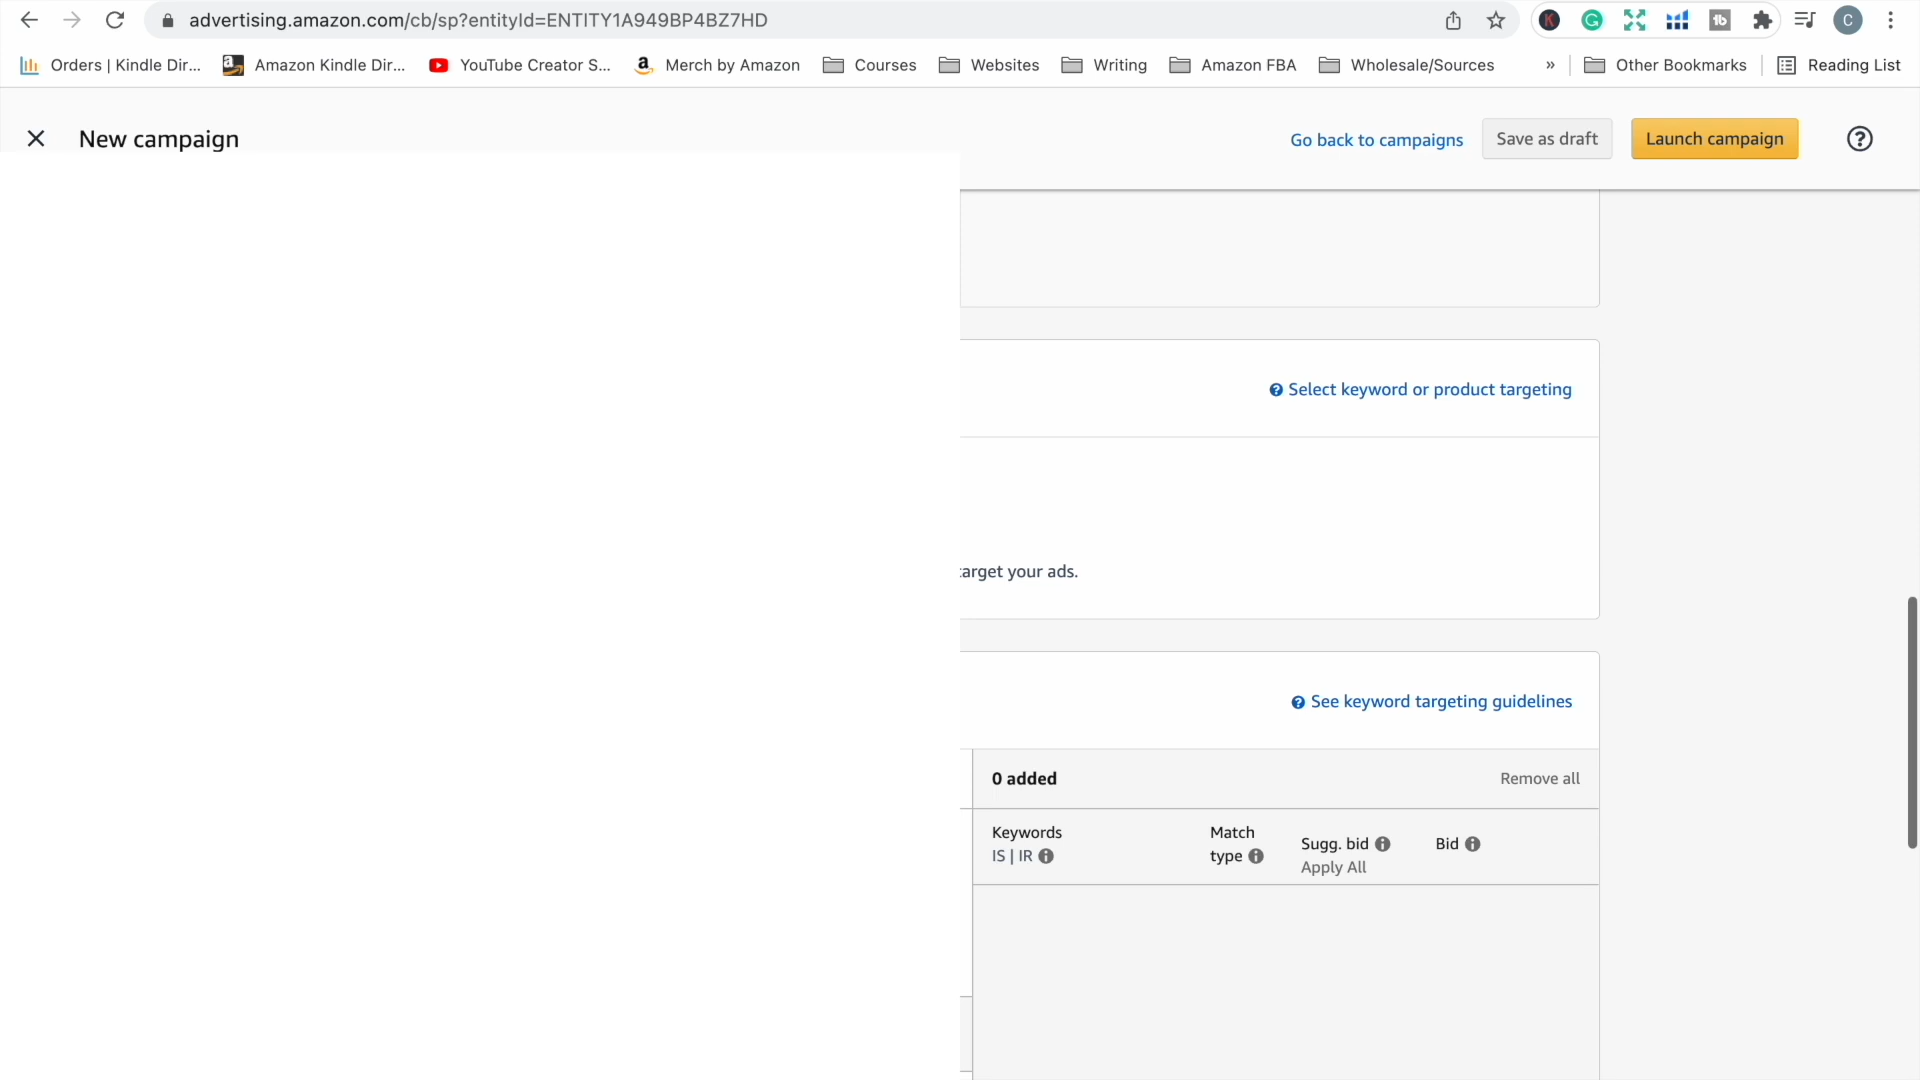 advertising.amazon.com/cb/sp?entityId=ENTITY1A949BP4BZ7HD
K G 1b C
Orders | Kindle Dir... a Amazon Kindle Dir... YouTube Creator S... a Merch by Amazon Courses Websites Writing Amazon FBA Wholesale/Sources » Other Bookmarks Reading List
New campaign Go back to campaigns Save as draft Launch campaign ?
? Select keyword or product targeting
target your ads.
? See keyword targeting guidelines
0 added Remove all
Keywords Match Sugg. bid Bid
IS | IR type Apply All